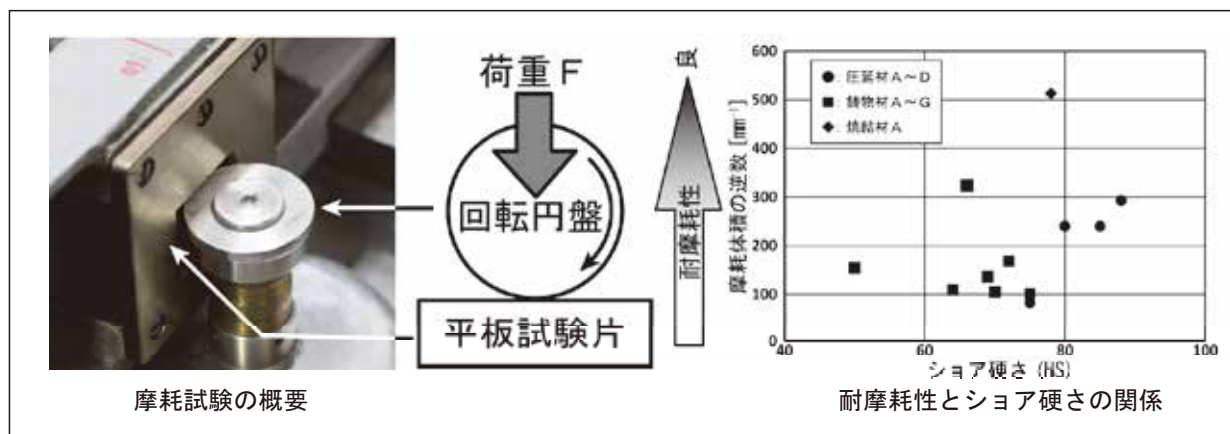 荷重F
回転円盤
平板試験片
摩耗試験の概要
良
耐摩耗性
摩耗体積の逆数 [mm⁻¹]
600
500
400
300
200
100
0
● 圧延材A～D
■ 鋳物材A～G
◆ 焼結材A
40
60
80
100
ショア硬さ (HS)
耐摩耗性とショア硬さの関係